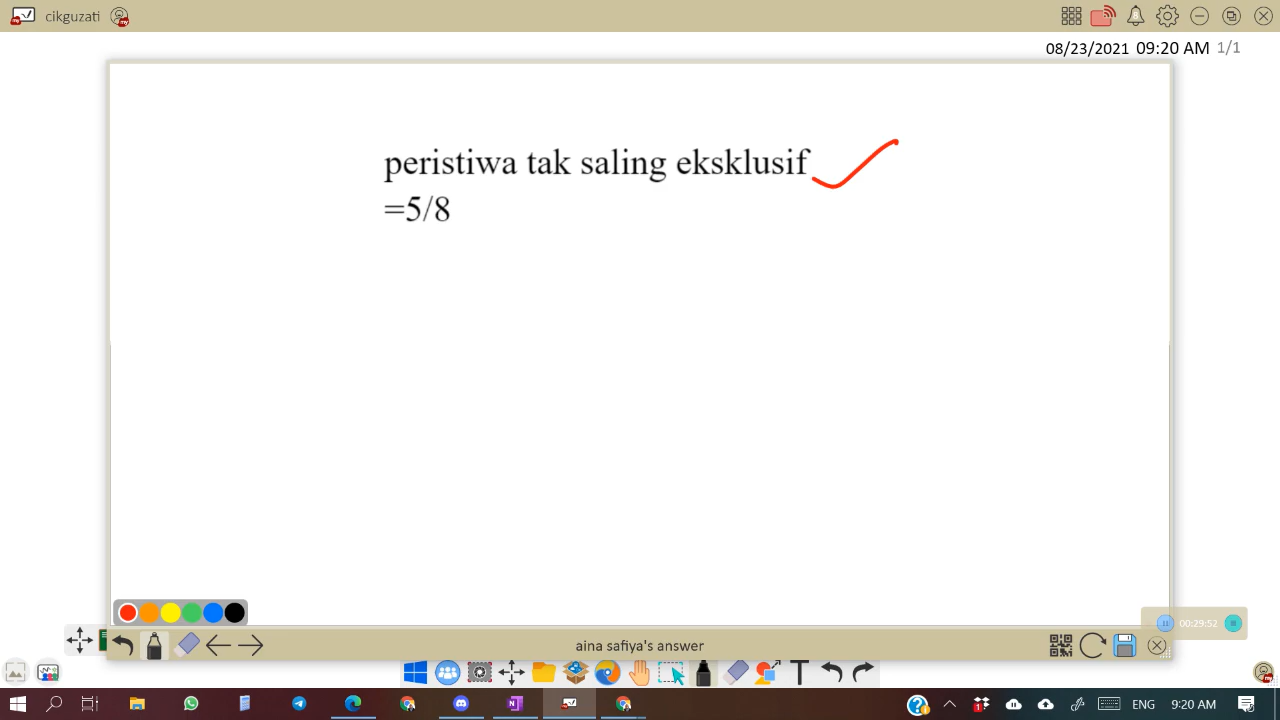 cikguzati
08/23/2021 09:20 AM 1/1
peristiwa tak saling eksklusif
=5/8
00:29:52
aina safiya's answer
ENG 9:20 AM